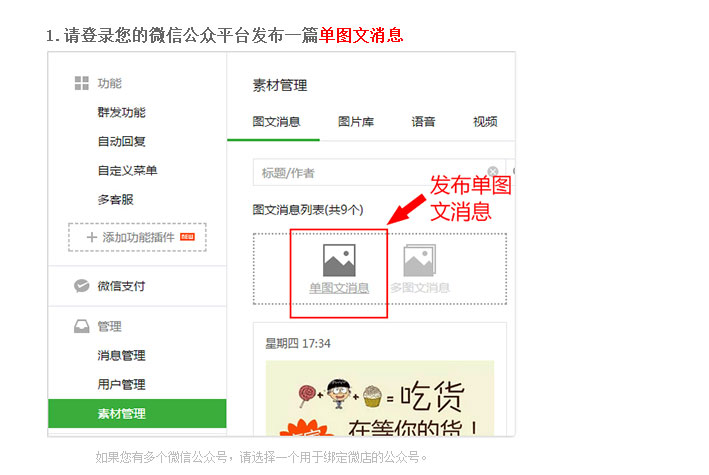 1.请登录您的微信公众平台发布一篇单图文消息
功能
群发功能
自动回复
自定义菜单
多客服
添加功能插件 NEW
微信支付
管理
消息管理
用户管理
素材管理
素材管理
图文消息 图片库 语音 视频
标题/作者
发布单图
文消息
图文消息列表(共9个)
单图文消息 多图文消息
星期四 17:34
+ + = 吃货
在等你的货!
如果您有多个微信公众号，请选择一个用于绑定微店的公众号。